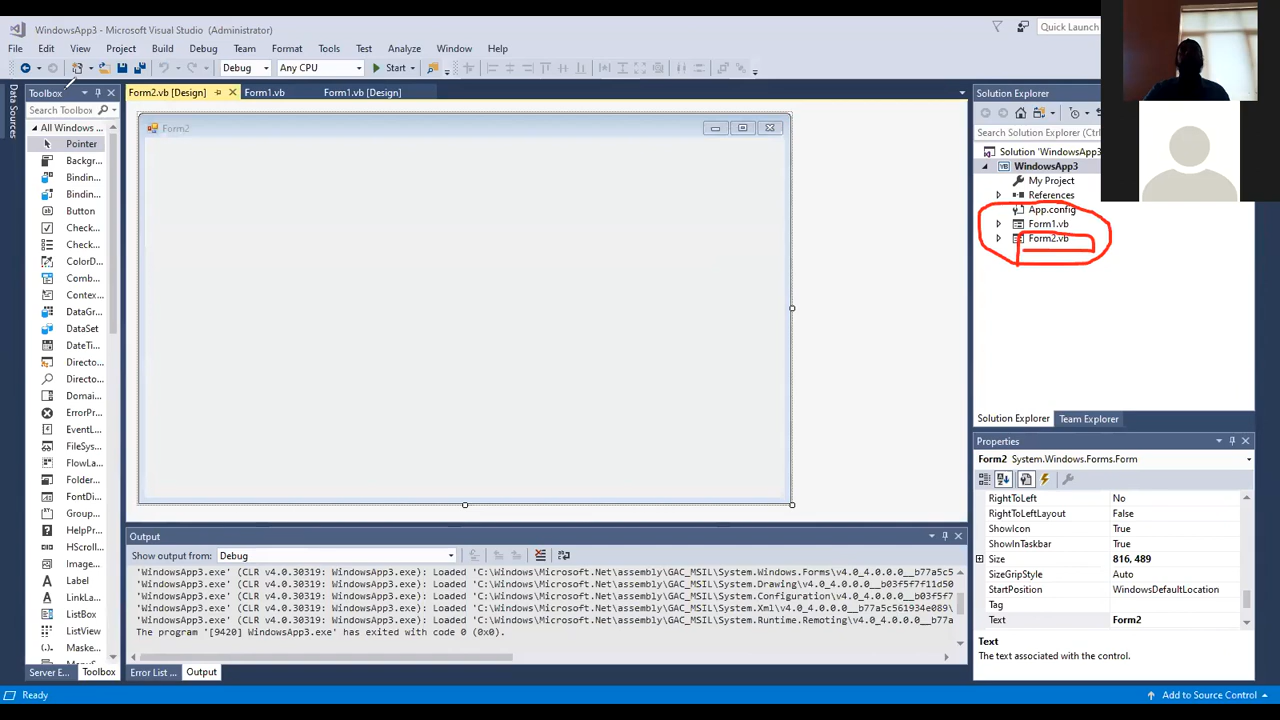 WindowsApp3 - Microsoft Visual Studio (Administrator)
Quick Launch (Ctrl
File Edit View Project Build Debug Team Format Tools Test Analyze Window Help
Debug Any CPU Start
Data Sources
Toolbox
Search Toolbox
All Windows ...
Pointer
Backgr...
Bindin...
Bindin...
Button
Check...
Check...
ColorD...
Comb...
Contex...
DataGr...
DataSet
DateTi...
Directo...
Directo...
Domai...
ErrorPr...
EventL...
FileSys...
FlowLa...
Folder...
FontDi...
Group...
HelpPr...
HScroll...
Image...
Label
LinkLa...
ListBox
ListView
Maske...
Server E... Toolbox
Form2.vb [Design] Form1.vb Form1.vb [Design]
Form2
Output
Show output from: Debug
'WindowsApp3.exe' (CLR v4.0.30319: WindowsApp3.exe): Loaded 'C:\Windows\Microsoft.Net\assembly\GAC_MSIL\System.Windows.Forms\v4.0_4.0.0.0__b77a5c5
'WindowsApp3.exe' (CLR v4.0.30319: WindowsApp3.exe): Loaded 'C:\Windows\Microsoft.Net\assembly\GAC_MSIL\System.Drawing\v4.0_4.0.0.0__b03f5f7f11d50
'WindowsApp3.exe' (CLR v4.0.30319: WindowsApp3.exe): Loaded 'C:\Windows\Microsoft.Net\assembly\GAC_MSIL\System.Configuration\v4.0_4.0.0.0__b03f5f7
'WindowsApp3.exe' (CLR v4.0.30319: WindowsApp3.exe): Loaded 'C:\Windows\Microsoft.Net\assembly\GAC_MSIL\System.Xml\v4.0_4.0.0.0__b77a5c561934e089\
'WindowsApp3.exe' (CLR v4.0.30319: WindowsApp3.exe): Loaded 'C:\Windows\Microsoft.Net\assembly\GAC_MSIL\System.Runtime.Remoting\v4.0_4.0.0.0__b77a
The program '[9420] WindowsApp3.exe' has exited with code 0 (0x0).
Error List ... Output
Solution Explorer
Search Solution Explorer (Ctrl
Solution 'WindowsApp3
WindowsApp3
My Project
References
App.config
Form1.vb
Form2.vb
Solution Explorer Team Explorer
Properties
Form2 System.Windows.Forms.Form
RightToLeft No
RightToLeftLayout False
ShowIcon True
ShowInTaskbar True
Size 816, 489
SizeGripStyle Auto
StartPosition WindowsDefaultLocation
Tag
Text Form2
Text
The text associated with the control.
Ready
Add to Source Control